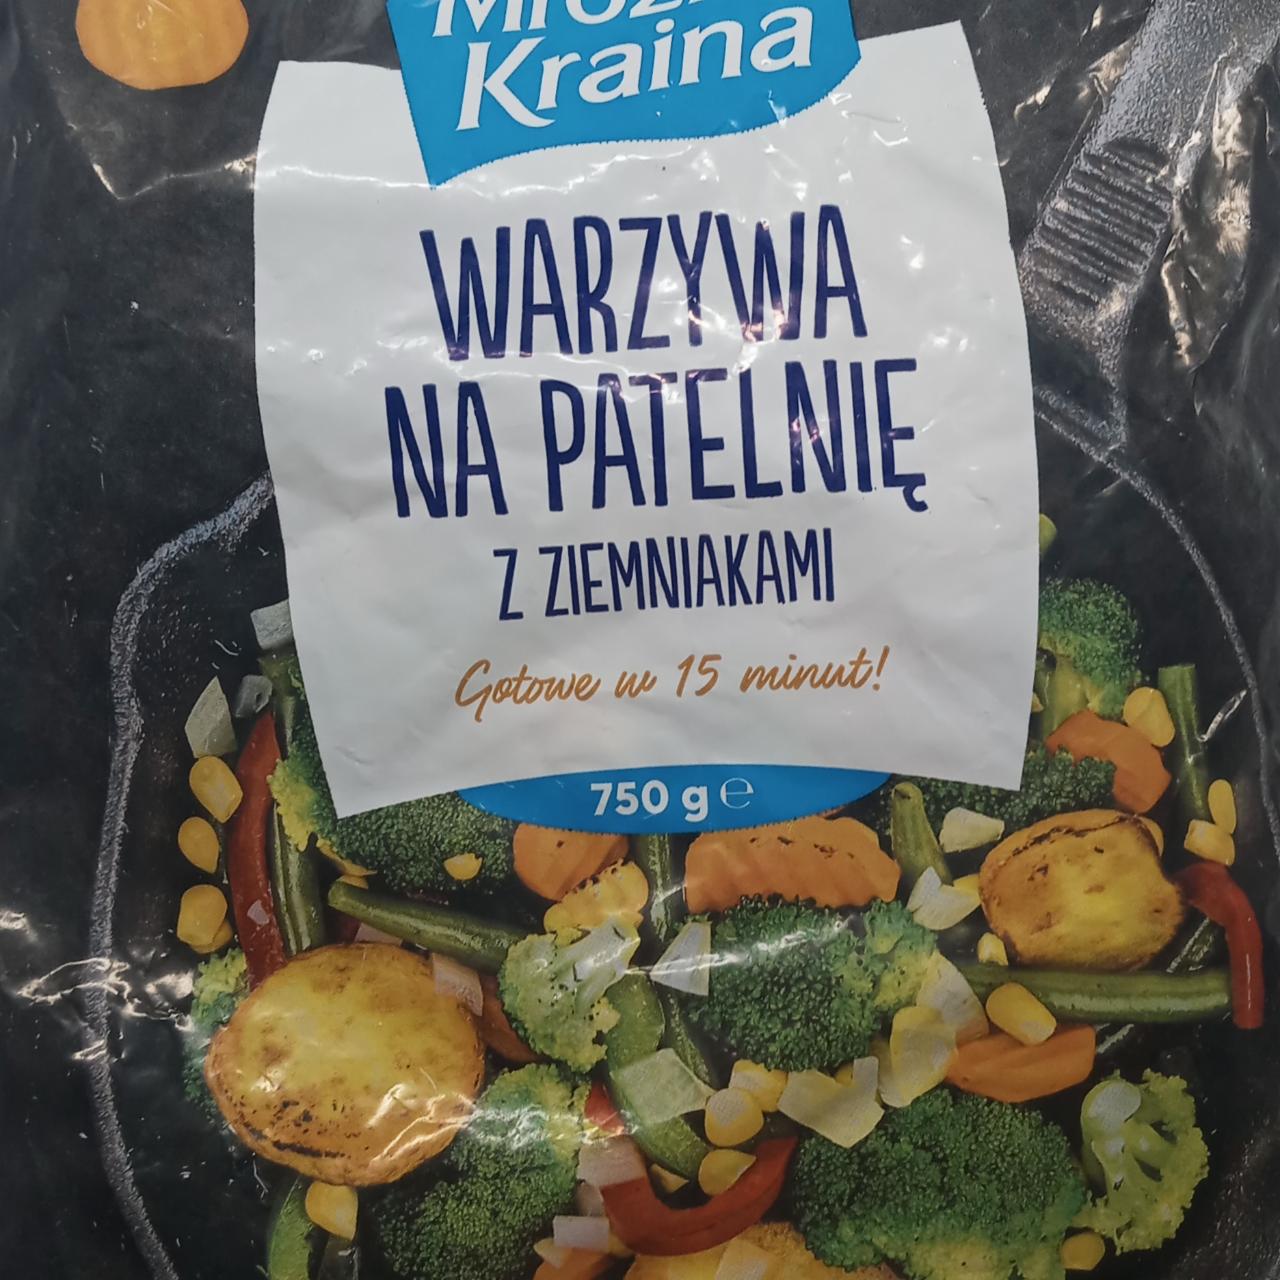 Kraina
WARZYWA
NA PATELNIĘ
Z ZIEMNIAKAMI
Gotowe w 15 minut!
750 g ℮